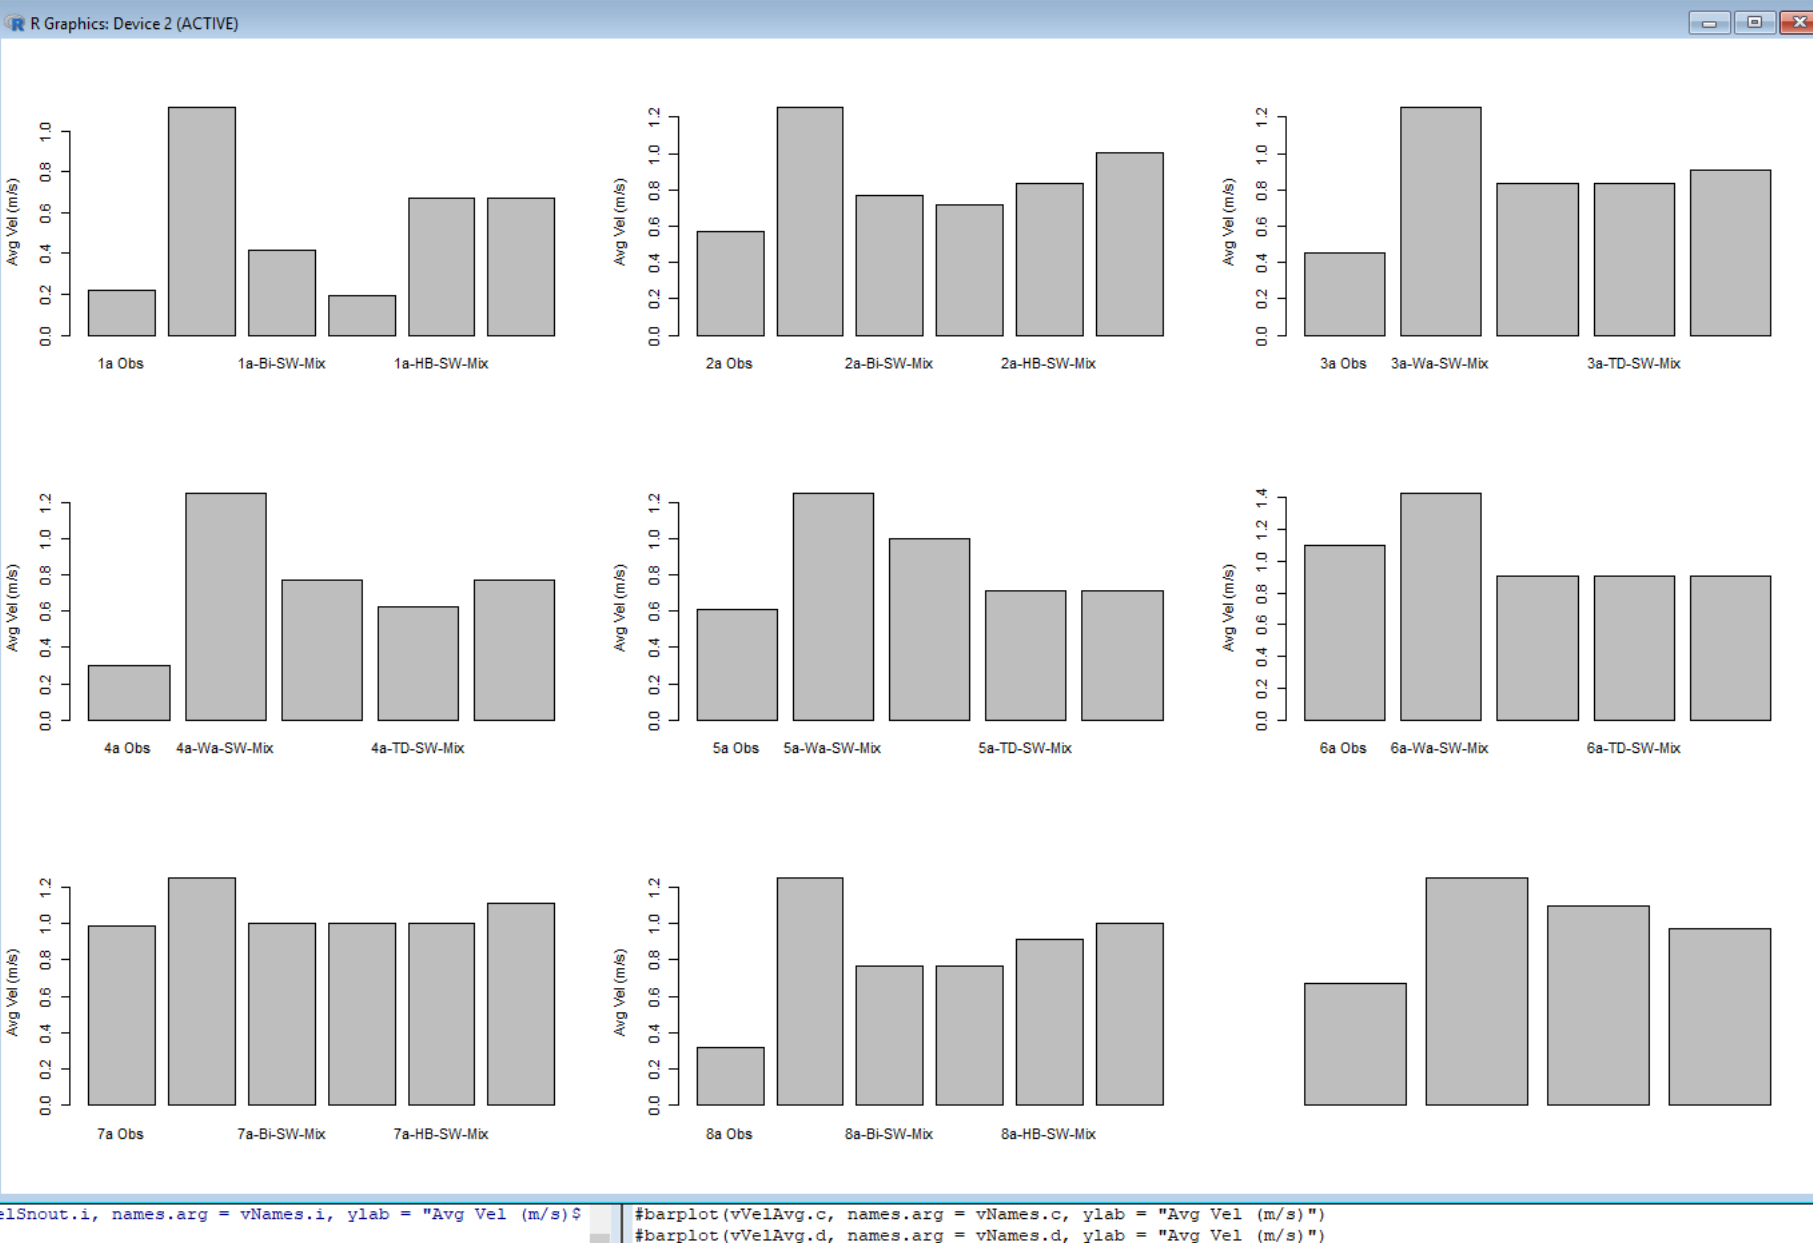 R Graphics: Device 2 (ACTIVE)
Avg Vel (m/s)
0.0 0.2 0.4 0.6 0.8 1.0
1a Obs 1a-Bi-SW-Mix 1a-HB-SW-Mix
Avg Vel (m/s)
0.0 0.2 0.4 0.6 0.8 1.0 1.2
2a Obs 2a-Bi-SW-Mix 2a-HB-SW-Mix
Avg Vel (m/s)
0.0 0.2 0.4 0.6 0.8 1.0 1.2
3a Obs 3a-Wa-SW-Mix 3a-TD-SW-Mix
Avg Vel (m/s)
0.0 0.2 0.4 0.6 0.8 1.0 1.2
4a Obs 4a-Wa-SW-Mix 4a-TD-SW-Mix
Avg Vel (m/s)
0.0 0.2 0.4 0.6 0.8 1.0 1.2
5a Obs 5a-Wa-SW-Mix 5a-TD-SW-Mix
Avg Vel (m/s)
0.0 0.2 0.4 0.6 0.8 1.0 1.2 1.4
6a Obs 6a-Wa-SW-Mix 6a-TD-SW-Mix
Avg Vel (m/s)
0.0 0.2 0.4 0.6 0.8 1.0 1.2
7a Obs 7a-Bi-SW-Mix 7a-HB-SW-Mix
Avg Vel (m/s)
0.0 0.2 0.4 0.6 0.8 1.0 1.2
8a Obs 8a-Bi-SW-Mix 8a-HB-SW-Mix
elSnout.i, names.arg = vNames.i, ylab = "Avg Vel (m/s)$
#barplot(vVelAvg.c, names.arg = vNames.c, ylab = "Avg Vel (m/s)")
#barplot(vVelAvg.d, names.arg = vNames.d, ylab = "Avg Vel (m/s)")